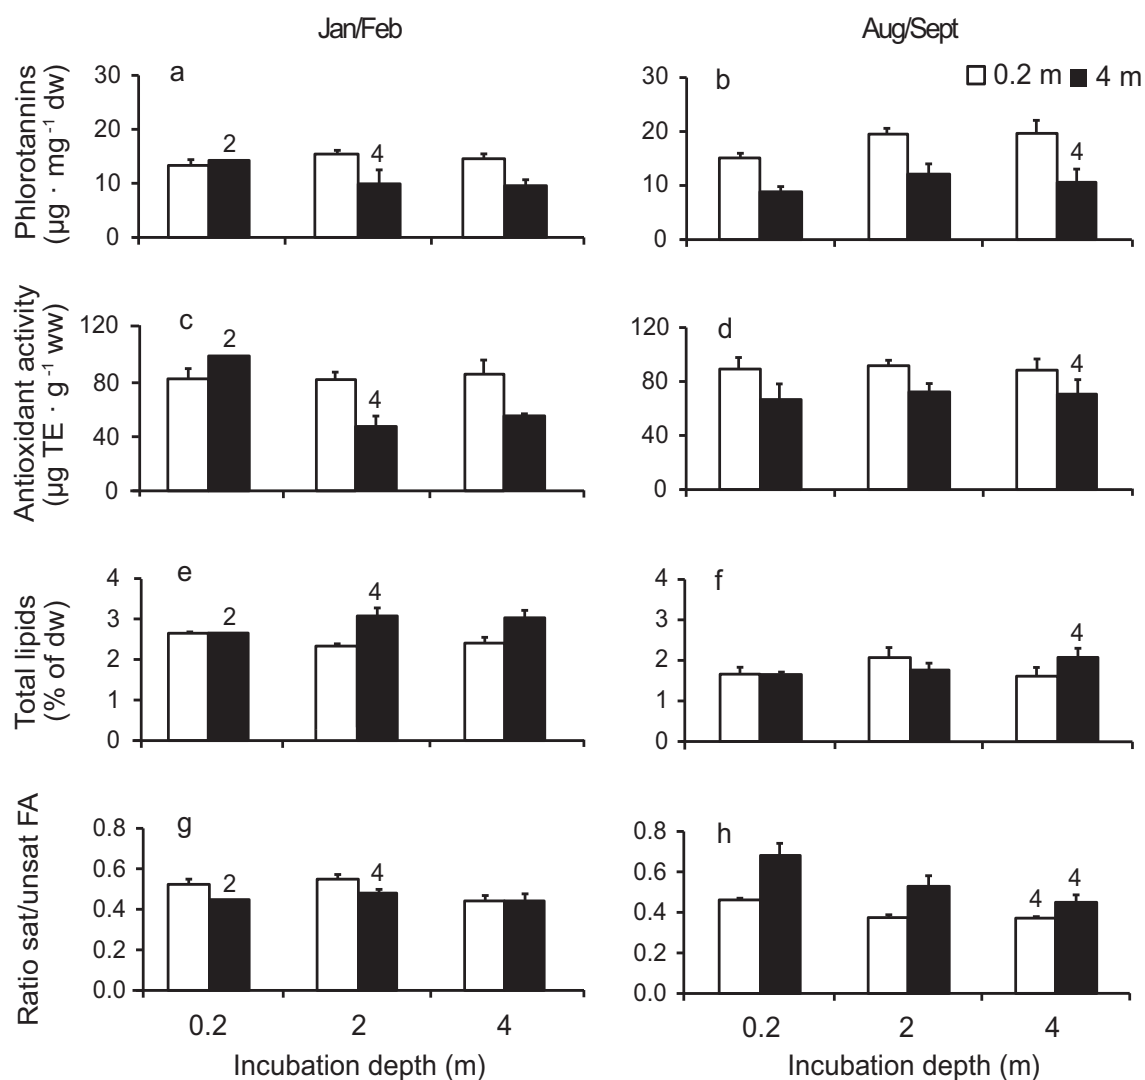 Jan/Feb
Aug/Sept
Phlorotannins
(µg · mg⁻¹ dw)
a
30
20
10
0
2
4
b
0.2 m
4 m
30
20
10
0
4
Antioxidant activity
(µg TE · g⁻¹ ww)
c
120
80
40
0
2
4
d
120
80
40
0
4
Total lipids
(% of dw)
e
4
3
2
1
0
2
4
f
4
3
2
1
0
4
Ratio sat/unsat FA
g
0.8
0.6
0.4
0.2
0.0
2
4
h
0.8
0.6
0.4
0.2
0.0
4
4
0.2
2
4
0.2
2
4
Incubation depth (m)
Incubation depth (m)